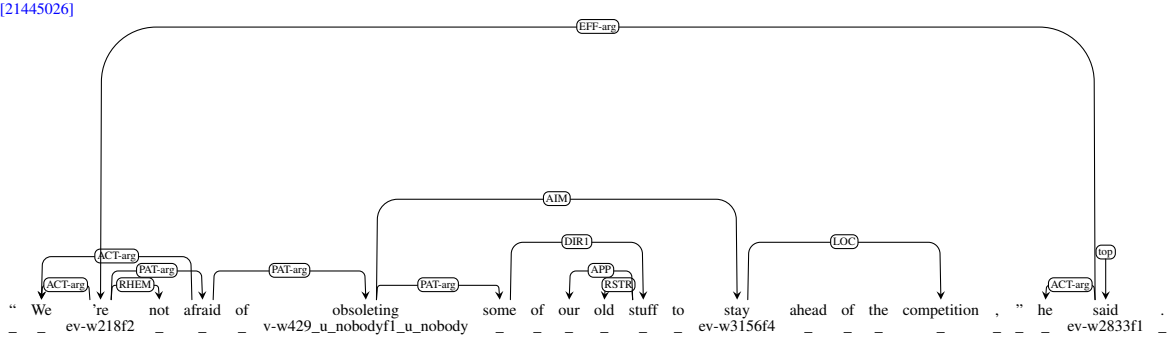 [21445026]
EFF-arg
AIM
DIR1 LOC
ACT-arg top
PAT-arg PAT-arg APP
ACT-arg RHEM PAT-arg RSTR ACT-arg
“ We ’re not afraid of obsoleting some of our old stuff to stay ahead of the competition , ” he said .
_ _ ev-w218f2 _ _ _ v-w429_u_nobodyf1_u_nobody _ _ _ _ _ _ ev-w3156f4 _ _ _ _ _ _ _ ev-w2833f1 _